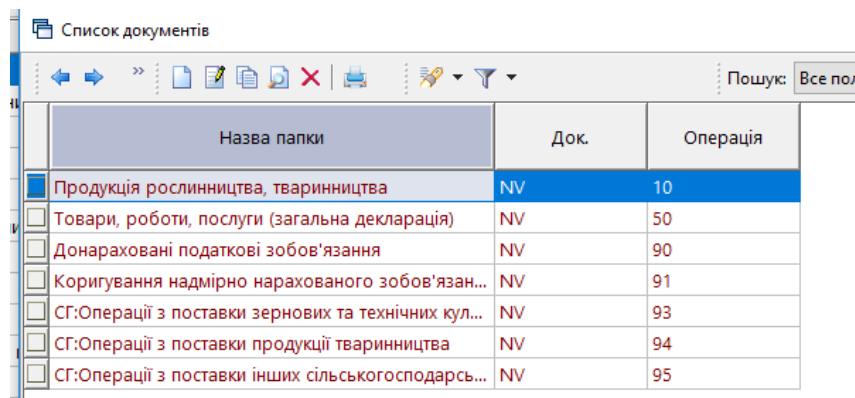 Список документів
Пошук: Все пол
Назва папки Док. Операція
Продукція рослинництва, тваринництва NV 10
Товари, роботи, послуги (загальна декларація) NV 50
Донараховані податкові зобов'язання NV 90
Коригування надмірно нарахованого зобов'язан... NV 91
СГ:Операції з поставки зернових та технічних кул... NV 93
СГ:Операції з поставки продукції тваринництва NV 94
СГ:Операції з поставки інших сільськогосподарсь... NV 95